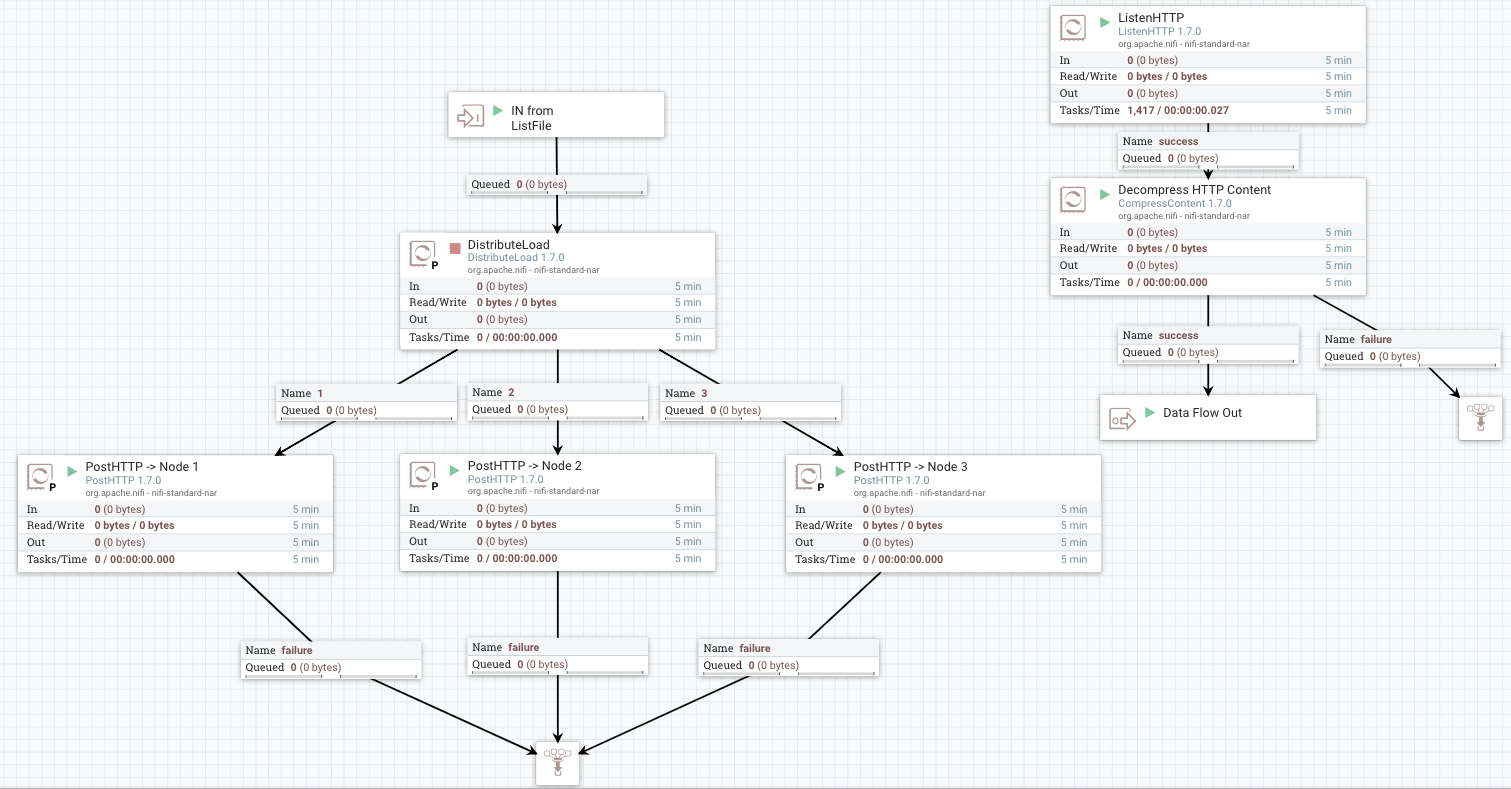 ListenHTTP
ListenHTTP 1.7.0
org.apache.nifi - nifi-standard-nar
In 0 (0 bytes) 5 min
Read/Write 0 bytes / 0 bytes 5 min
Out 0 (0 bytes) 5 min
Tasks/Time 1,417 / 00:00:00.027 5 min
Name success
Queued 0 (0 bytes)
Decompress HTTP Content
CompressContent 1.7.0
org.apache.nifi - nifi-standard-nar
In 0 (0 bytes) 5 min
Read/Write 0 bytes / 0 bytes 5 min
Out 0 (0 bytes) 5 min
Tasks/Time 0 / 00:00:00.000 5 min
Name success
Queued 0 (0 bytes)
Name failure
Queued 0 (0 bytes)
Data Flow Out
IN from
ListFile
Queued 0 (0 bytes)
P
DistributeLoad
DistributeLoad 1.7.0
org.apache.nifi - nifi-standard-nar
In 0 (0 bytes) 5 min
Read/Write 0 bytes / 0 bytes 5 min
Out 0 (0 bytes) 5 min
Tasks/Time 0 / 00:00:00.000 5 min
Name 1
Queued 0 (0 bytes)
Name 2
Queued 0 (0 bytes)
Name 3
Queued 0 (0 bytes)
P
PostHTTP -> Node 1
PostHTTP 1.7.0
org.apache.nifi - nifi-standard-nar
In 0 (0 bytes) 5 min
Read/Write 0 bytes / 0 bytes 5 min
Out 0 (0 bytes) 5 min
Tasks/Time 0 / 00:00:00.000 5 min
P
PostHTTP -> Node 2
PostHTTP 1.7.0
org.apache.nifi - nifi-standard-nar
In 0 (0 bytes) 5 min
Read/Write 0 bytes / 0 bytes 5 min
Out 0 (0 bytes) 5 min
Tasks/Time 0 / 00:00:00.000 5 min
P
PostHTTP -> Node 3
PostHTTP 1.7.0
org.apache.nifi - nifi-standard-nar
In 0 (0 bytes) 5 min
Read/Write 0 bytes / 0 bytes 5 min
Out 0 (0 bytes) 5 min
Tasks/Time 0 / 00:00:00.000 5 min
Name failure
Queued 0 (0 bytes)
Name failure
Queued 0 (0 bytes)
Name failure
Queued 0 (0 bytes)